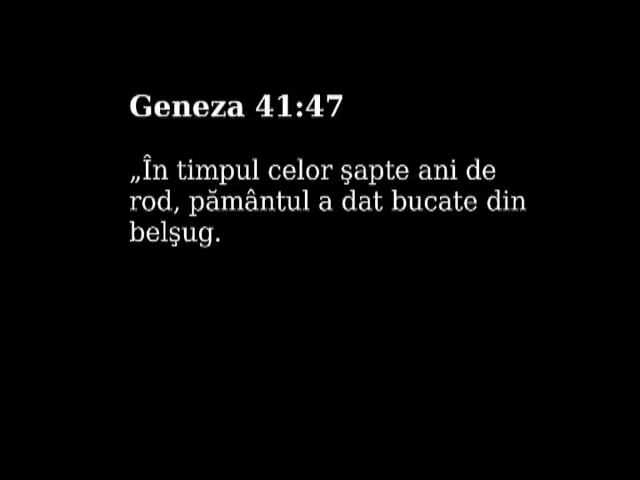 Geneza 41:47
„În timpul celor şapte ani de
rod, pământul a dat bucate din
belşug.